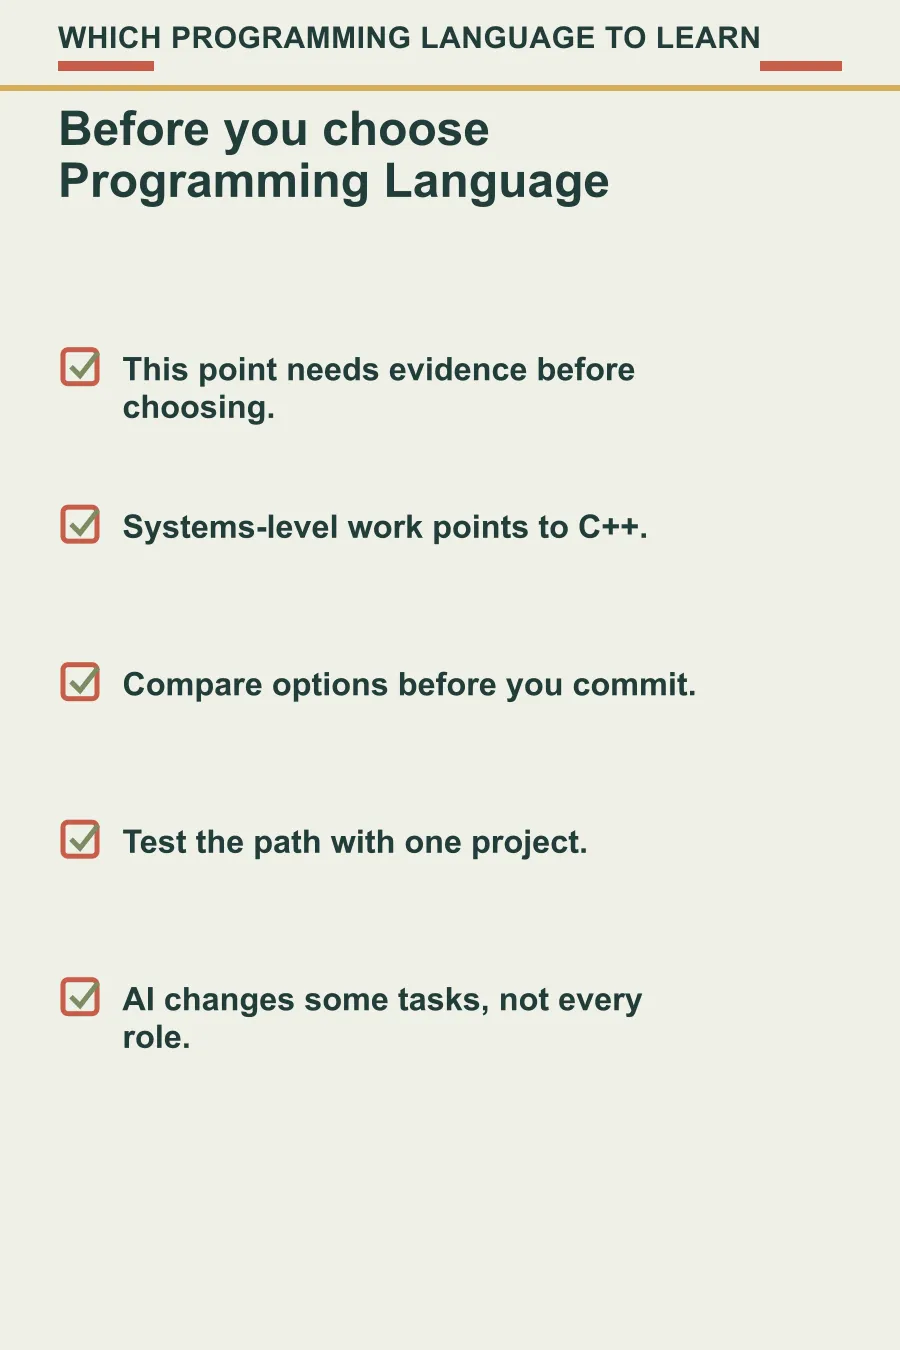 WHICH PROGRAMMING LANGUAGE TO LEARN
Before you choose
Programming Language
This point needs evidence before
choosing.
Systems-level work points to C++.
Compare options before you commit.
Test the path with one project.
AI changes some tasks, not every
role.